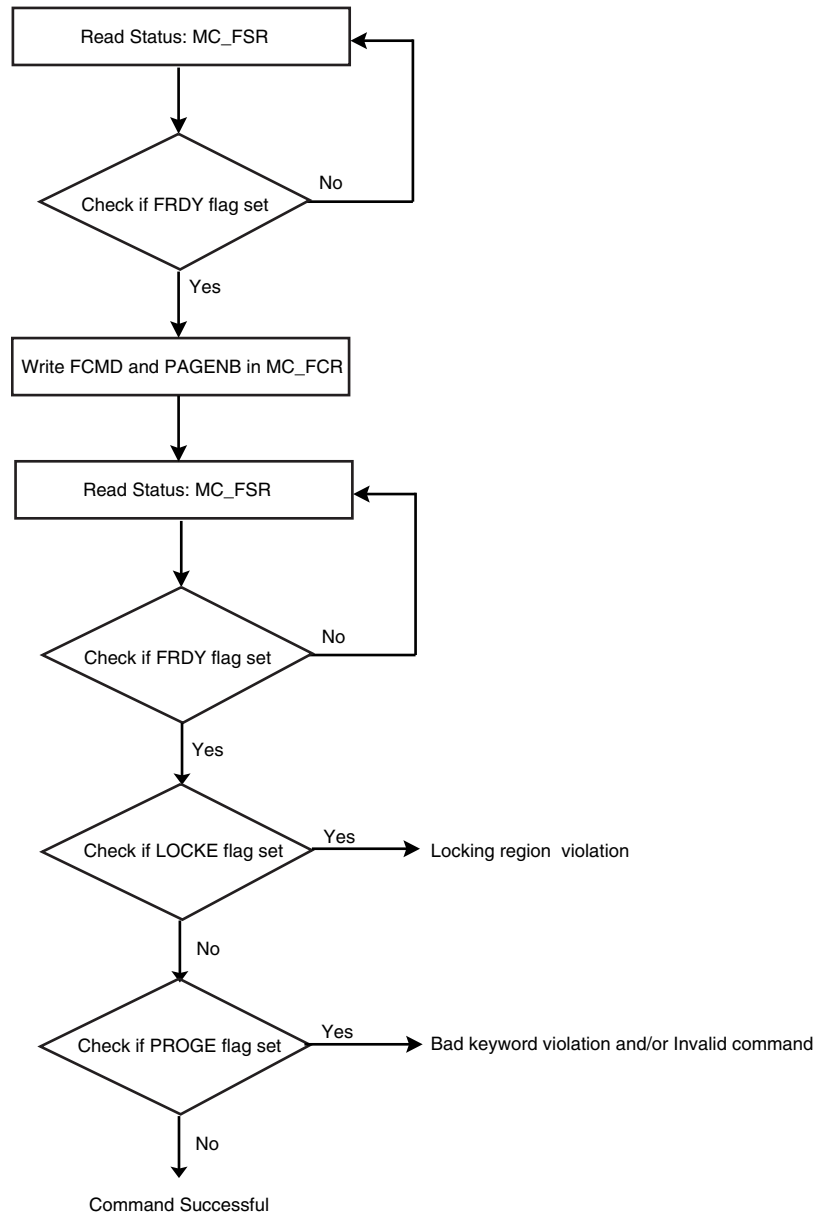 Read Status: MC_FSR
Check if FRDY flag set
No
Yes
Write FCMD and PAGENB in MC_FCR
Read Status: MC_FSR
Check if FRDY flag set
No
Yes
Check if LOCKE flag set
Yes
Locking region violation
No
Check if PROGE flag set
Yes
Bad keyword violation and/or Invalid command
No
Command Successful